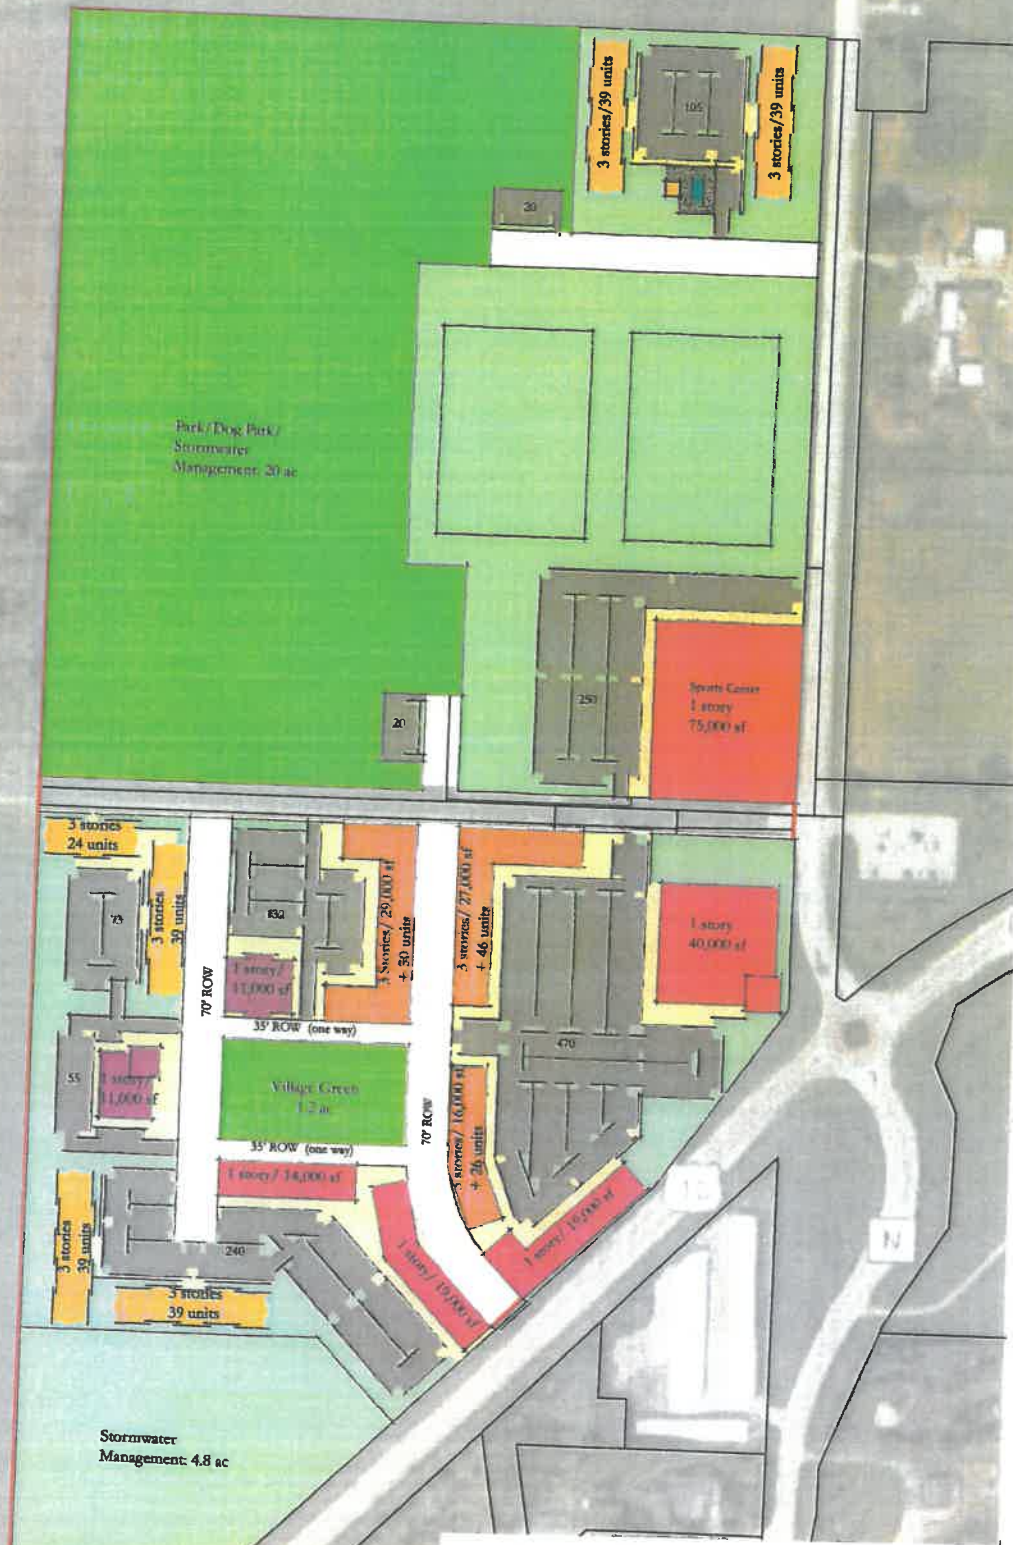 3 stories/39 units
105
3 stories/39 units
20
Park/Dog Park/
Stormwater
Management: 20 ac
Sports Center
1 story
75,000 sf
250
20
3 stories
24 units
73
3 stories
39 units
70' ROW
1 story/
11,000 sf
3 Stories/ 29,000 sf
+ 50 units
3 stories/ 27,000 sf
+ 46 units
1 story
40,000 sf
35' ROW (one way)
470
55
1 story/
11,000 sf
Village Green
1.2 ac
70' ROW
3 stories/ 16,000 sf
+ 26 units
35' ROW (one way)
1 story/ 14,000 sf
18
N
3 stories
39 units
240
1 story/ 19,000 sf
1 story/ 19,000 sf
3 stories
39 units
Stormwater
Management: 4.8 ac